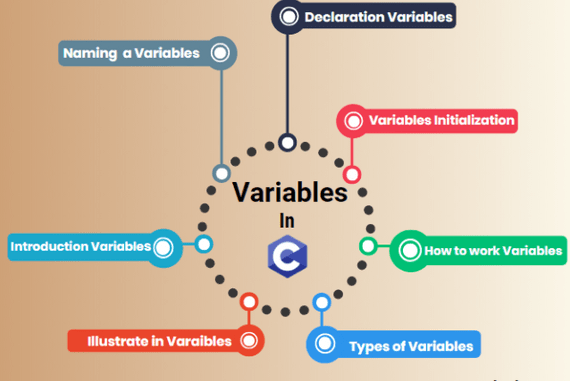 Declaration Variables
Naming a Variables
Variables Initialization
Variables
In
C
Introduction Variables
How to work Variables
Illustrate in Varaibles
Types of Variables